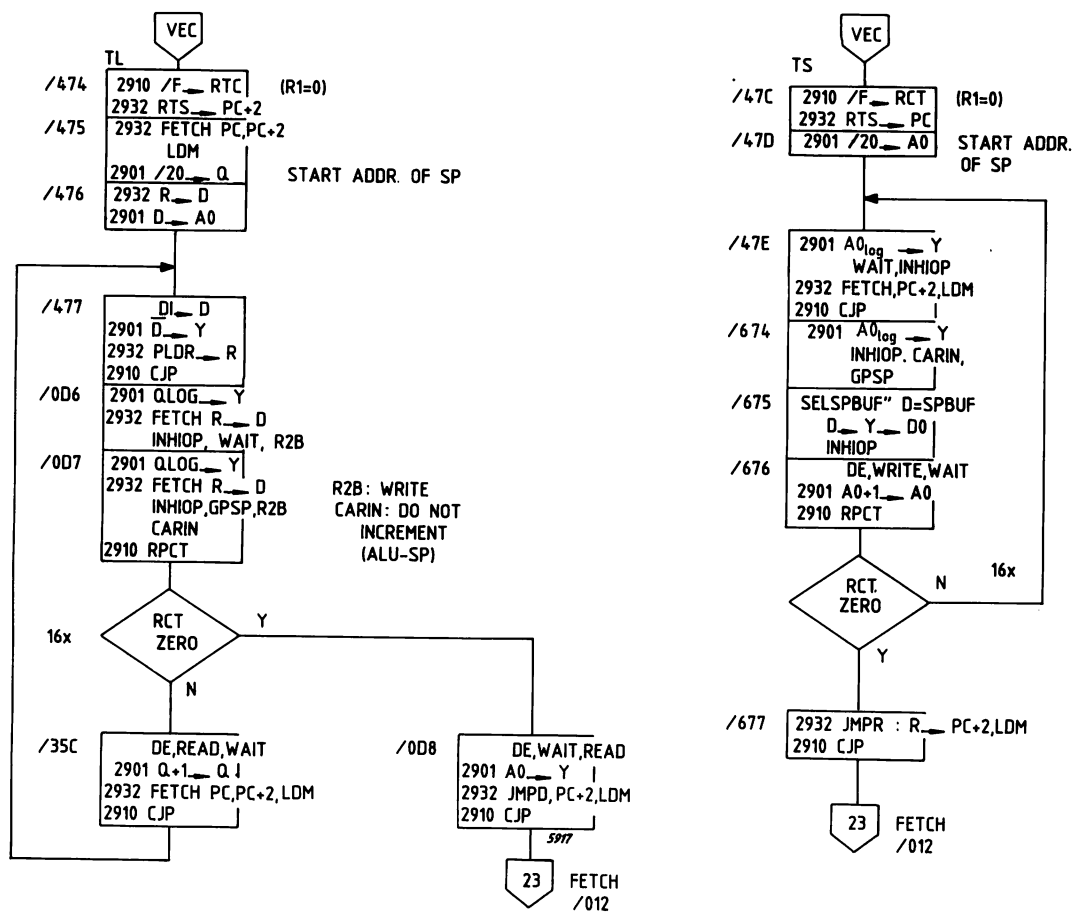 VEC
TL
/474
2910 /F → RTC (R1=0)
2932 RTS → PC+2
/475
2932 FETCH PC,PC+2
LDM
2901 /20 → Q START ADDR. OF SP
/476
2932 R → D
2901 D → A0
/477
DI → D
2901 D → Y
2932 PLDR → R
2910 CJP
/0D6
2901 Q.LOG → Y
2932 FETCH R → D
INHIOP, WAIT, R2B
/0D7
2901 Q.LOG → Y
2932 FETCH R → D
INHIOP,GPSP,R2B
CARIN
2910 RPCT
R2B: WRITE
CARIN: DO NOT
INCREMENT
(ALU-SP)
16x
RCT
ZERO
Y
N
/35C
DE,READ,WAIT
2901 Q+1 → Q
2932 FETCH PC,PC+2,LDM
2910 CJP
/0D8
DE,WAIT,READ
2901 A0 → Y
2932 JMPD, PC+2,LDM
2910 CJP
5917
23 FETCH
/012
VEC
TS
/47C
2910 /F → RCT (R1=0)
2932 RTS → PC
/47D
2901 /20 → A0
START ADDR.
OF SP
/47E
2901 A0log → Y
WAIT,INHIOP
2932 FETCH,PC+2,LDM
2910 CJP
/674
2901 A0log → Y
INHIOP. CARIN,
GPSP
/675
SELSPBUF" D=SPBUF
D → Y → D0
INHIOP
/676
DE,WRITE,WAIT
2901 A0+1 → A0
2910 RPCT
RCT.
ZERO
N
16x
Y
/677
2932 JMPR : R → PC+2,LDM
2910 CJP
23 FETCH
/012